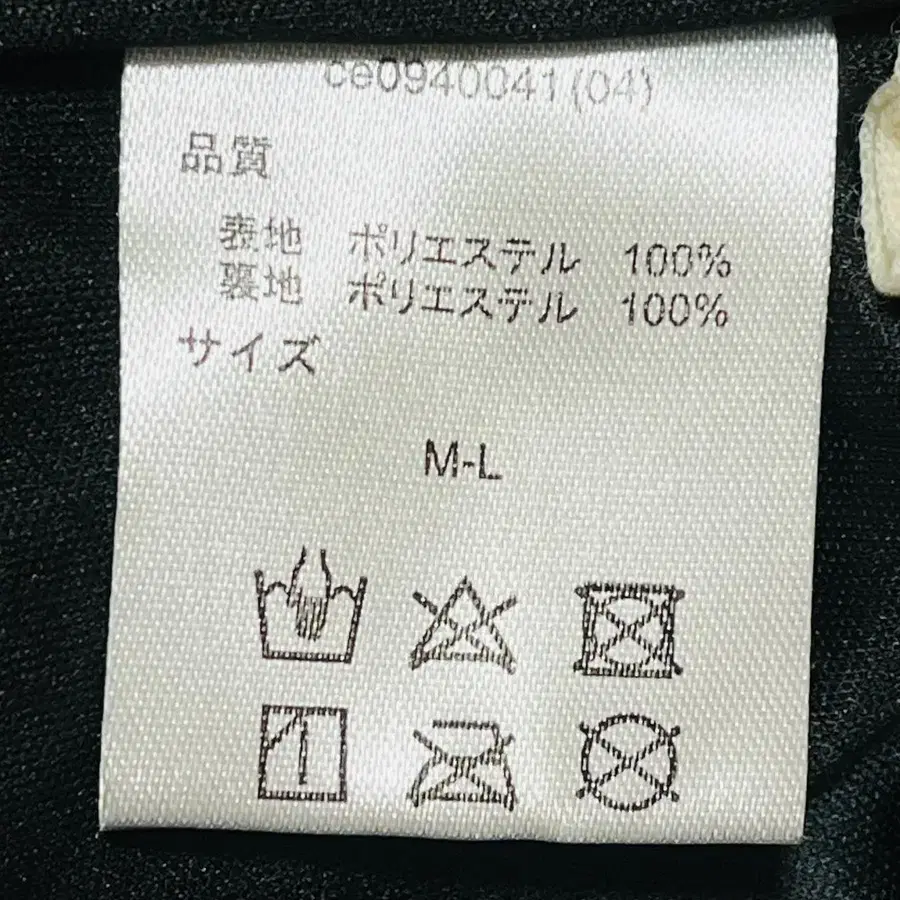 ce0940041(04)
品質
表地 ポリエステル 100%
裏地 ポリエステル 100%
サイズ
M-L